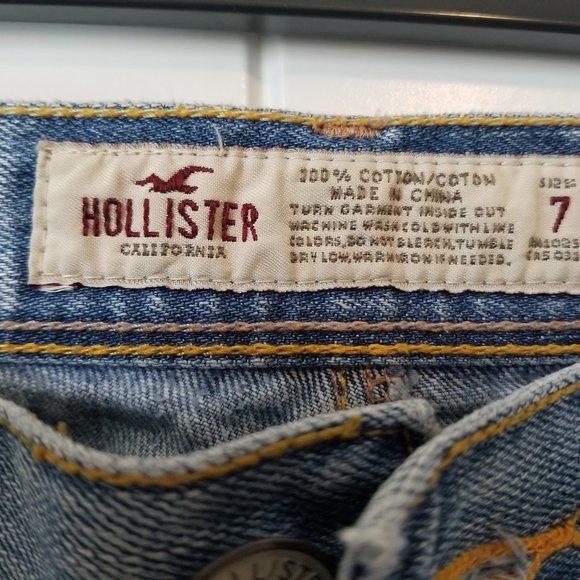 HOLLISTER
CALIFORNIA
100% COTTON/COTON
MADE IN CHINA
TURN GARMENT INSIDE OUT
MACHINE WASH COLD WITH LIKE
COLORS, DO NOT BLEACH, TUMBLE
DRY LOW, WARM IRON IF NEEDED.
SIZE
7
HOLLISTER